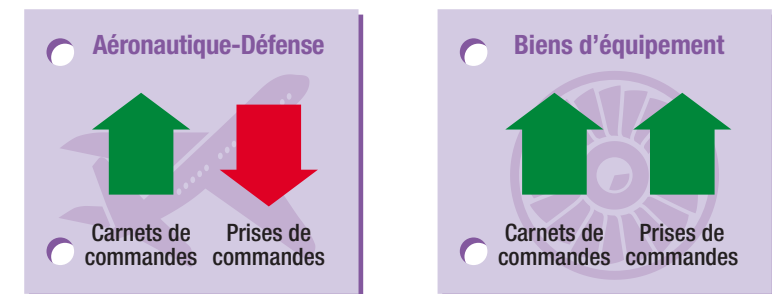 Aéronautique-Défense
Carnets de
commandes
Prises de
commandes
Biens d'équipement
Carnets de
commandes
Prises de
commandes